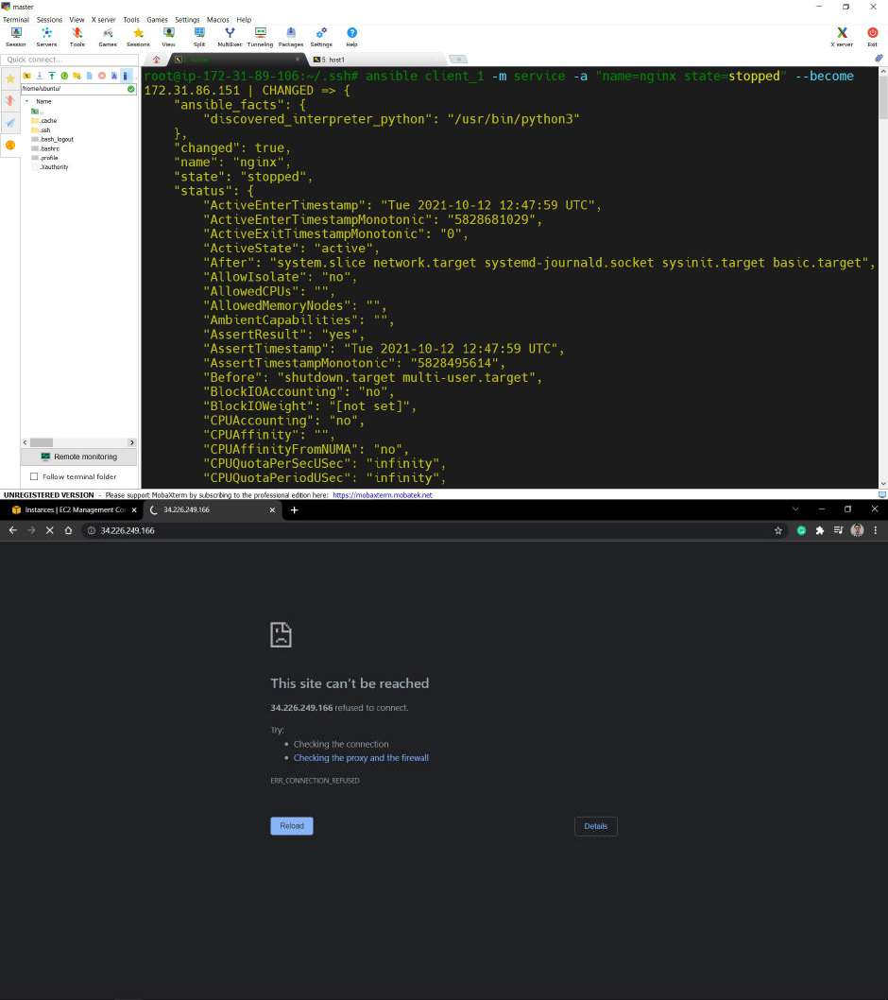 master
Terminal Sessions View X server Tools Games Settings Macros Help
Session Servers Tools Games Sessions View Split MultiExec Tunneling Packages Settings Help X server Exit
Quick connect...
5. host1
/home/ubuntu/
Name
..
.cache
.ssh
.bash_logout
.bashrc
.profile
.Xauthority
Remote monitoring
Follow terminal folder
root@ip-172-31-89-106:~/.ssh# ansible client_1 -m service -a "name=nginx state=stopped" --become
172.31.86.151 | CHANGED => {
"ansible_facts": {
"discovered_interpreter_python": "/usr/bin/python3"
},
"changed": true,
"name": "nginx",
"state": "stopped",
"status": {
"ActiveEnterTimestamp": "Tue 2021-10-12 12:47:59 UTC",
"ActiveEnterTimestampMonotonic": "5828681029",
"ActiveExitTimestampMonotonic": "0",
"ActiveState": "active",
"After": "system.slice network.target systemd-journald.socket sysinit.target basic.target",
"AllowIsolate": "no",
"AllowedCPUs": "",
"AllowedMemoryNodes": "",
"AmbientCapabilities": "",
"AssertResult": "yes",
"AssertTimestamp": "Tue 2021-10-12 12:47:59 UTC",
"AssertTimestampMonotonic": "5828495614",
"Before": "shutdown.target multi-user.target",
"BlockIOAccounting": "no",
"BlockIOWeight": "[not set]",
"CPUAccounting": "no",
"CPUAffinity": "",
"CPUAffinityFromNUMA": "no",
"CPUQuotaPerSecUSec": "infinity",
"CPUQuotaPeriodUSec": "infinity",
UNREGISTERED VERSION - Please support MobaXterm by subscribing to the professional edition here: https://mobaxterm.mobatek.net
Instances | EC2 Management Co 34.226.249.166
34.226.249.166
This site can't be reached
34.226.249.166 refused to connect.
Try:
• Checking the connection
• Checking the proxy and the firewall
ERR_CONNECTION_REFUSED
Reload Details